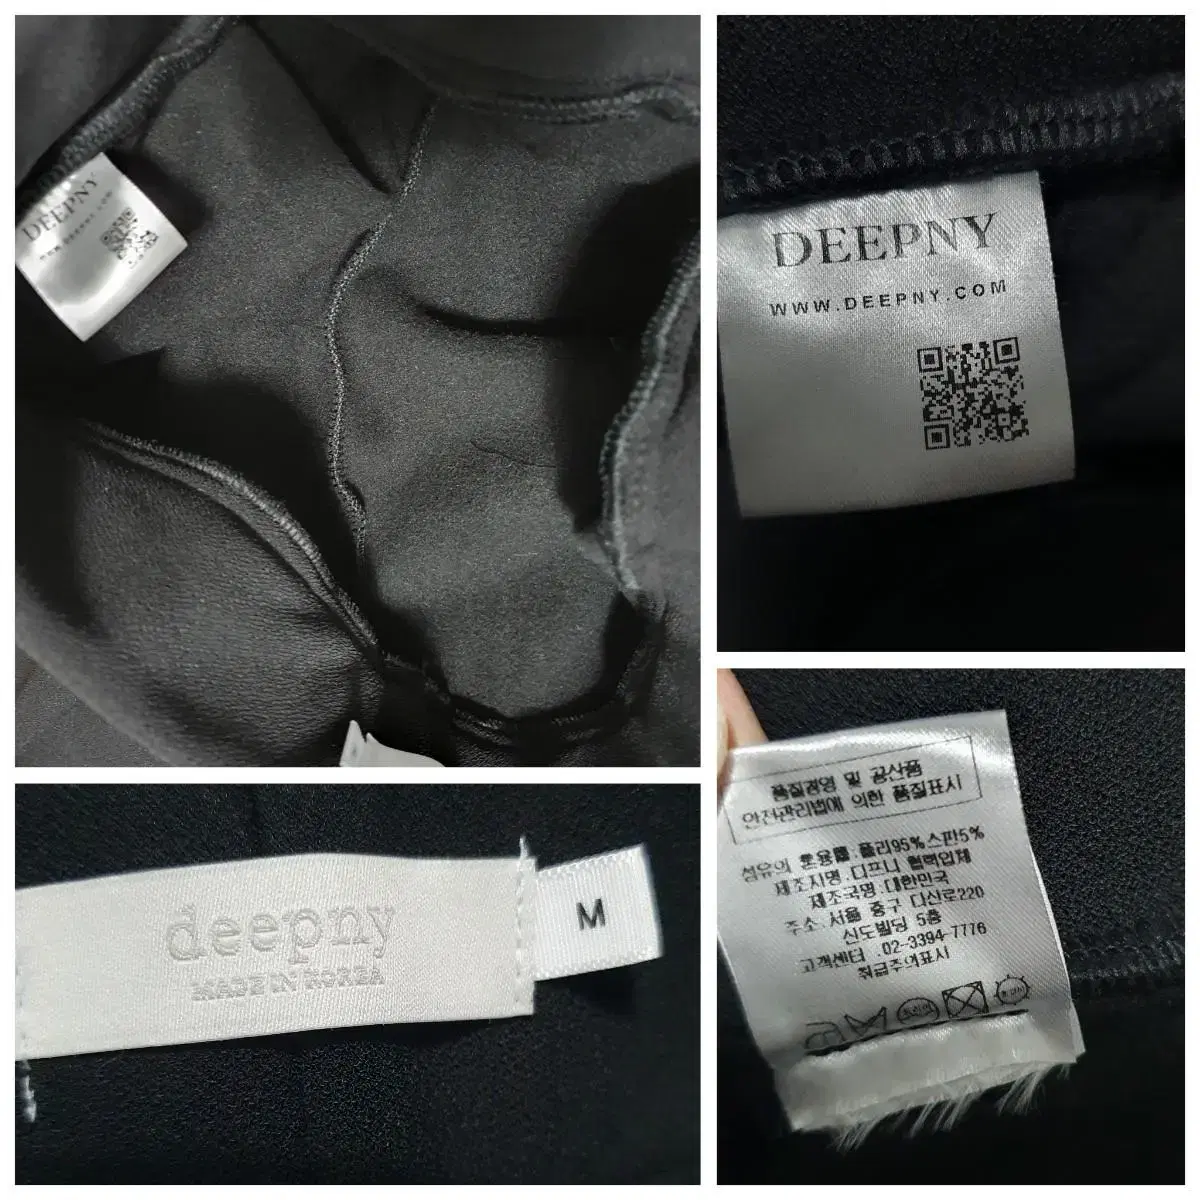 DEEPNY
WWW.DEEPNY.COM
DEEPNY
WWW.DEEPNY.COM
deepny
MADE IN KOREA
M
품질경영 및 공산품
안전관리법에 의한 품질표시
섬유의 혼용률.폴리95%스판5%
제조자명.디프니 협력업체
제조국명.대한민국
주소.서울 중구 다산로220
신도빌딩 5층
고객센터 .02-3394-7776
취급주의표시